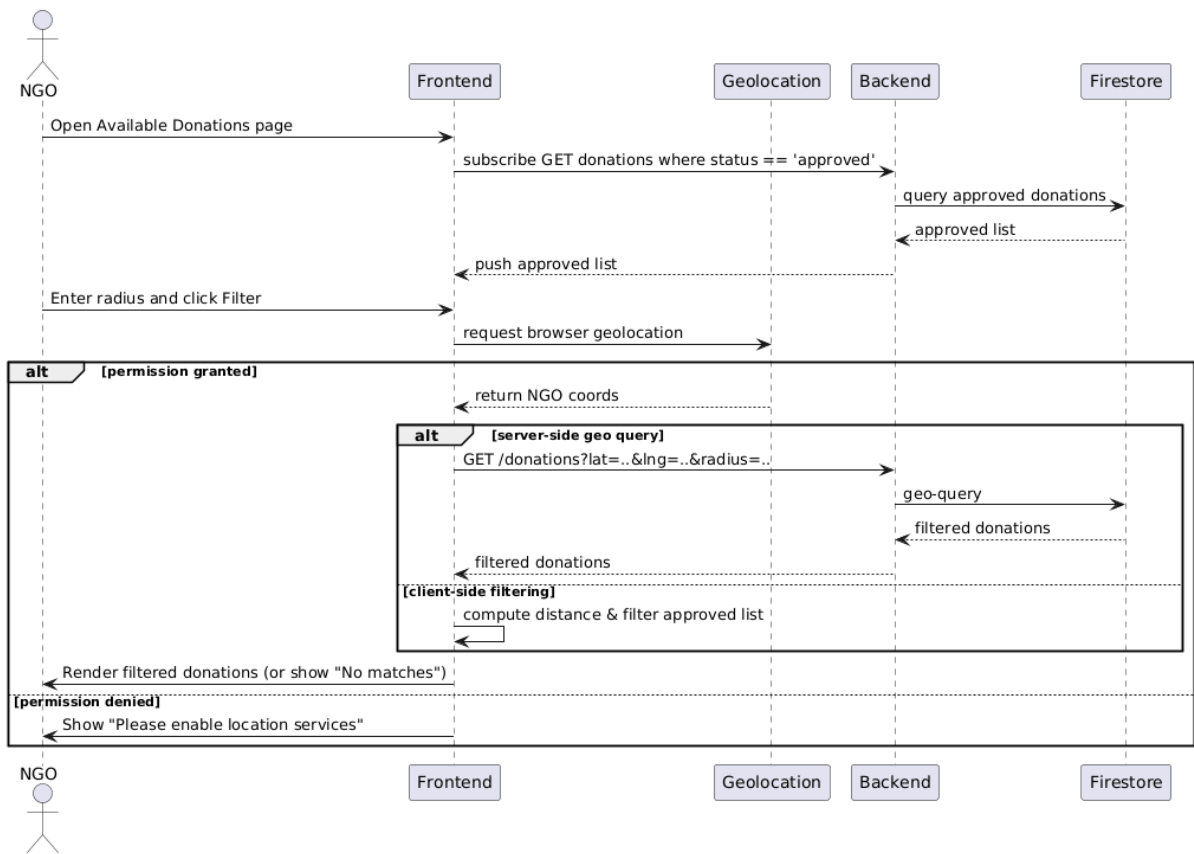 NGO
Frontend
Geolocation
Backend
Firestore
Open Available Donations page
subscribe GET donations where status == 'approved'
query approved donations
approved list
push approved list
Enter radius and click Filter
request browser geolocation
alt [permission granted]
return NGO coords
alt [server-side geo query]
GET /donations?lat=..&lng=..&radius=..
geo-query
filtered donations
filtered donations
[client-side filtering]
compute distance & filter approved list
Render filtered donations (or show "No matches")
[permission denied]
Show "Please enable location services"
NGO
Frontend
Geolocation
Backend
Firestore